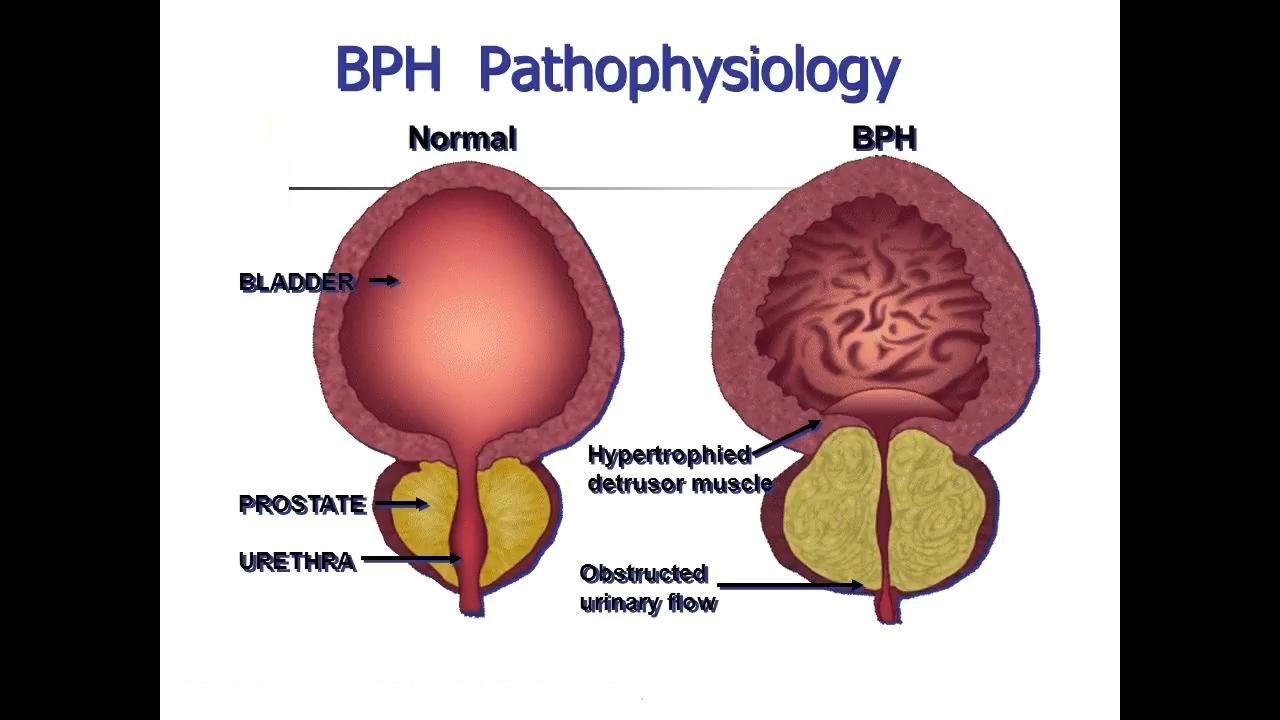 BPH Pathophysiology
Normal
BPH
BLADDER
Hypertrophied
detrusor muscle
PROSTATE
URETHRA
Obstructed
urinary flow